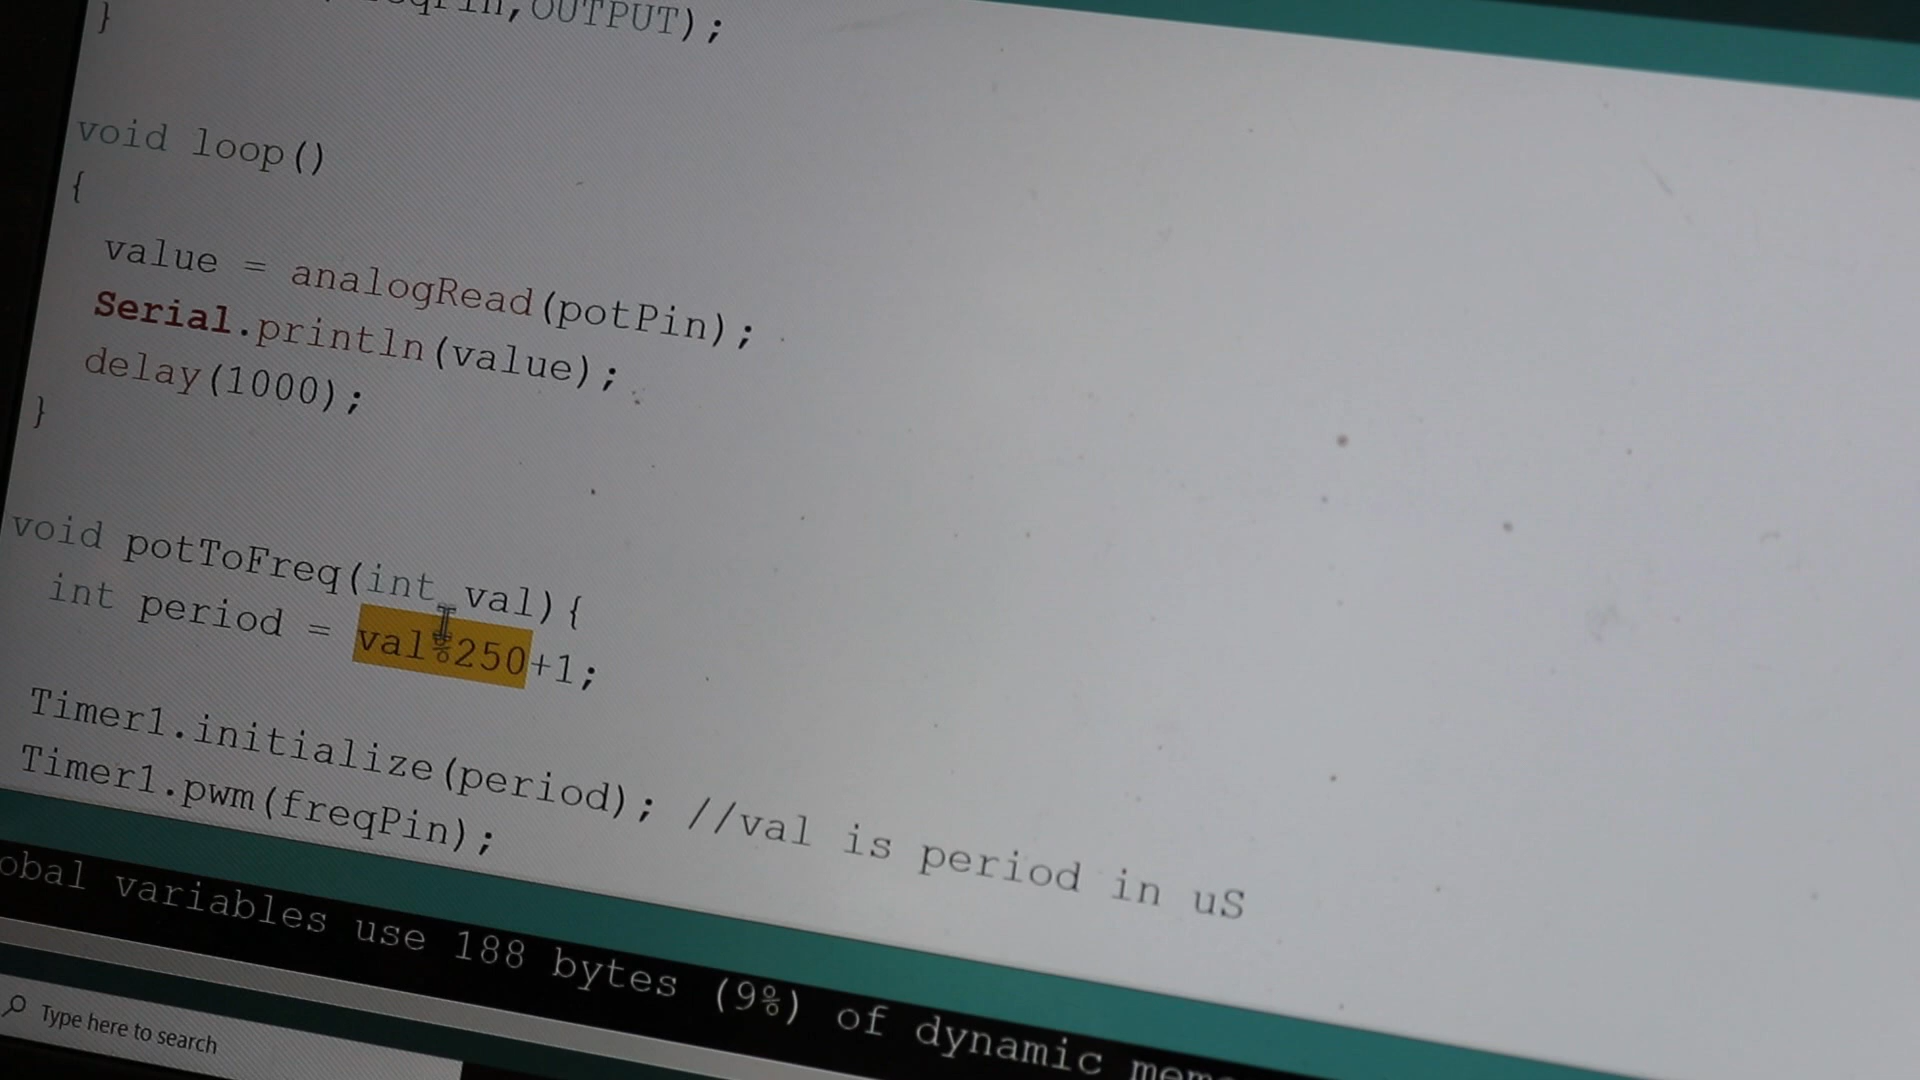 ,OUTPUT);
}
void loop()
{
value = analogRead(potPin);
Serial.println(value);
delay(1000);
}
void potToFreq(int val){
int period = val%250+1;
Timer1.initialize(period); //val is period in uS
Timer1.pwm(freqPin);
obal variables use 188 bytes (9%) of dynamic
Type here to search